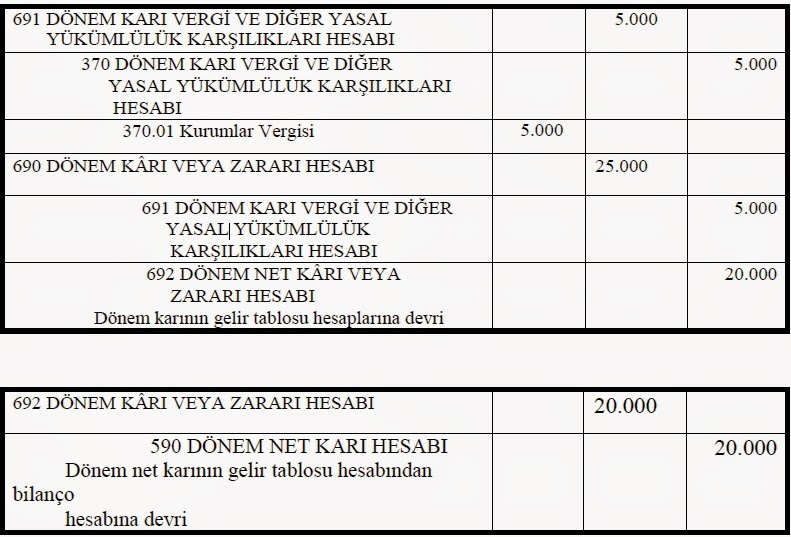 691 DÖNEM KARI VERGİ VE DİĞER YASAL 5.000
YÜKÜMLÜLÜK KARŞILIKLARI HESABI
370 DÖNEM KARI VERGİ VE DİĞER 5.000
YASAL YÜKÜMLÜLÜK KARŞILIKLARI
HESABI
370.01 Kurumlar Vergisi 5.000
690 DÖNEM KÂRI VEYA ZARARI HESABI 25.000
691 DÖNEM KARI VERGİ VE DİĞER 5.000
YASAL YÜKÜMLÜLÜK
KARŞILIKLARI HESABI
692 DÖNEM NET KÂRI VEYA 20.000
ZARARI HESABI
Dönem karının gelir tablosu hesaplarına devri
692 DÖNEM KÂRI VEYA ZARARI HESABI 20.000
590 DÖNEM NET KARI HESABI 20.000
Dönem net karının gelir tablosu hesabından
bilanço
hesabına devri